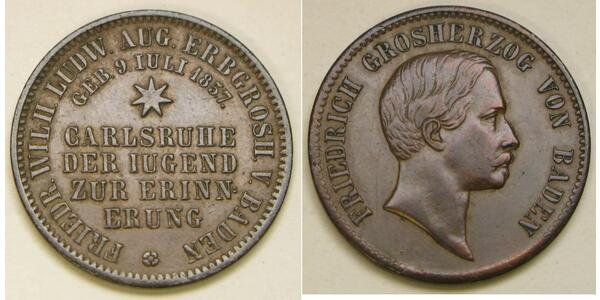 FRIEDR. WILH LUDW. AUG. ERBGROSH. V. BADEN
GEB. 9 IULI 1857.
CARLSRUHE
DER IUGEND
ZUR ERINN-
ERUNG
FRIEDRICH GROSHERZOG VON BADEN